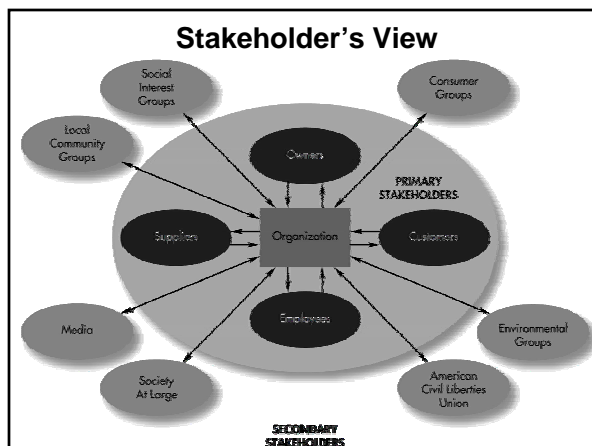 Stakeholder's View
Social
Interest
Groups
Consumer
Groups
Local
Community
Groups
Owners
PRIMARY
STAKEHOLDERS
Suppliers
Organization
Customers
Employees
Media
Environmental
Groups
Society
At Large
American
Civil Liberties
Union
SECONDARY
STAKEHOLDERS